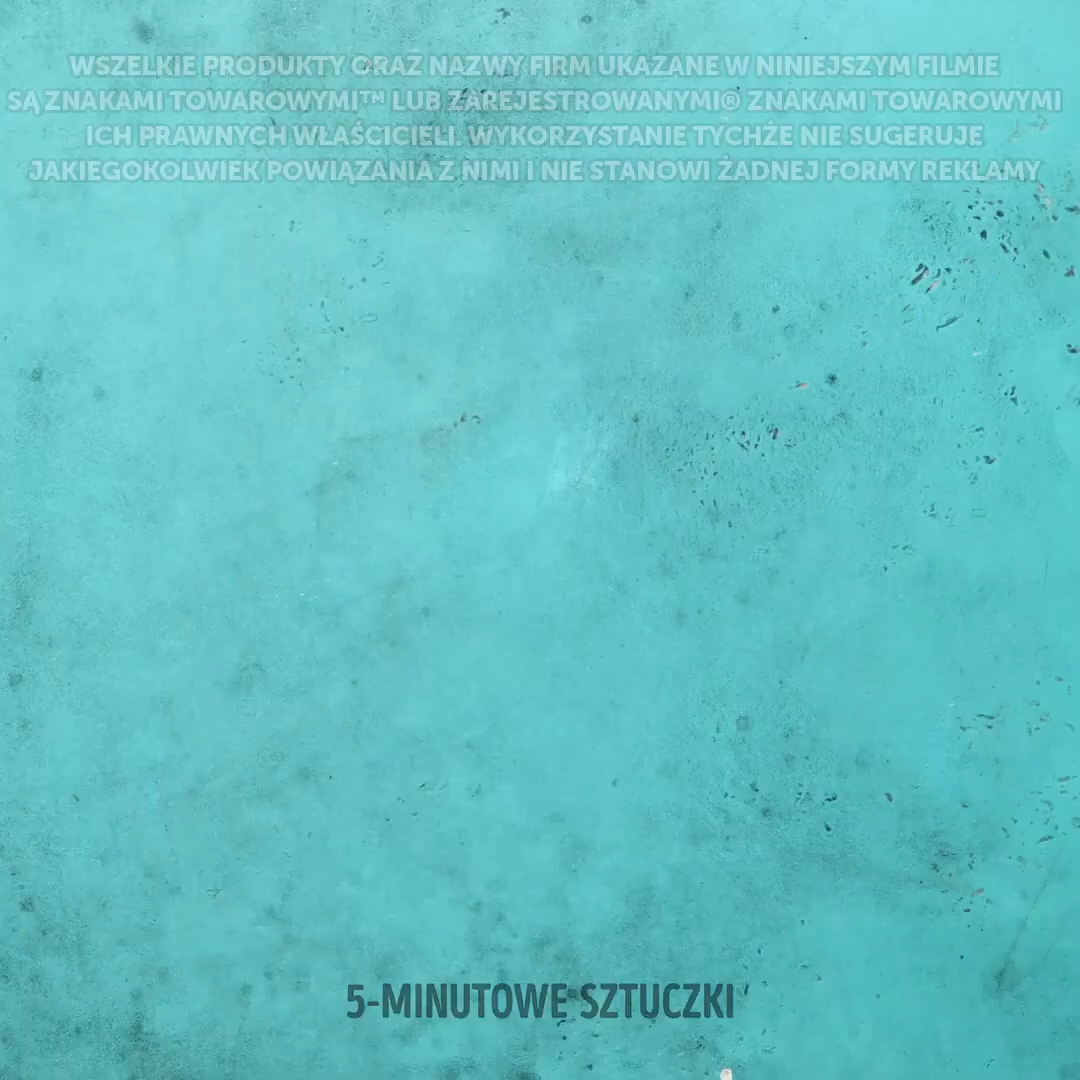 WSZELKIE PRODUKTY ORAZ NAZWY FIRM UKAZANE W NINIEJSZYM FILMIE
SĄ ZNAKAMI TOWAROWYMI™ LUB ZAREJESTROWANYMI® ZNAKAMI TOWAROWYMI
ICH PRAWNYCH WŁAŚCICIELI. WYKORZYSTANIE TYCHŻE NIE SUGERUJE
JAKIEGOKOLWIEK POWIĄZANIA Z NIMI I NIE STANOWI ŻADNEJ FORMY REKLAMY
5-MINUTOWE SZTUCZKI